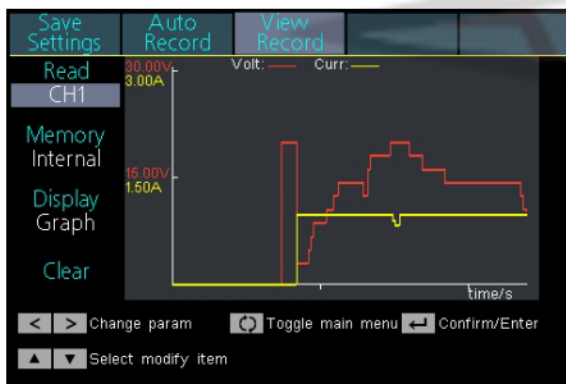 Save
Settings
Auto
Record
View
Record
Read
CH1
Memory
Internal
Display
Graph
Clear
30.00V
3.00A
Volt: Curr:
15.00V
1.50A
time/s
< > Change param Toggle main menu Confirm/Enter
▲ ▼ Select modify item